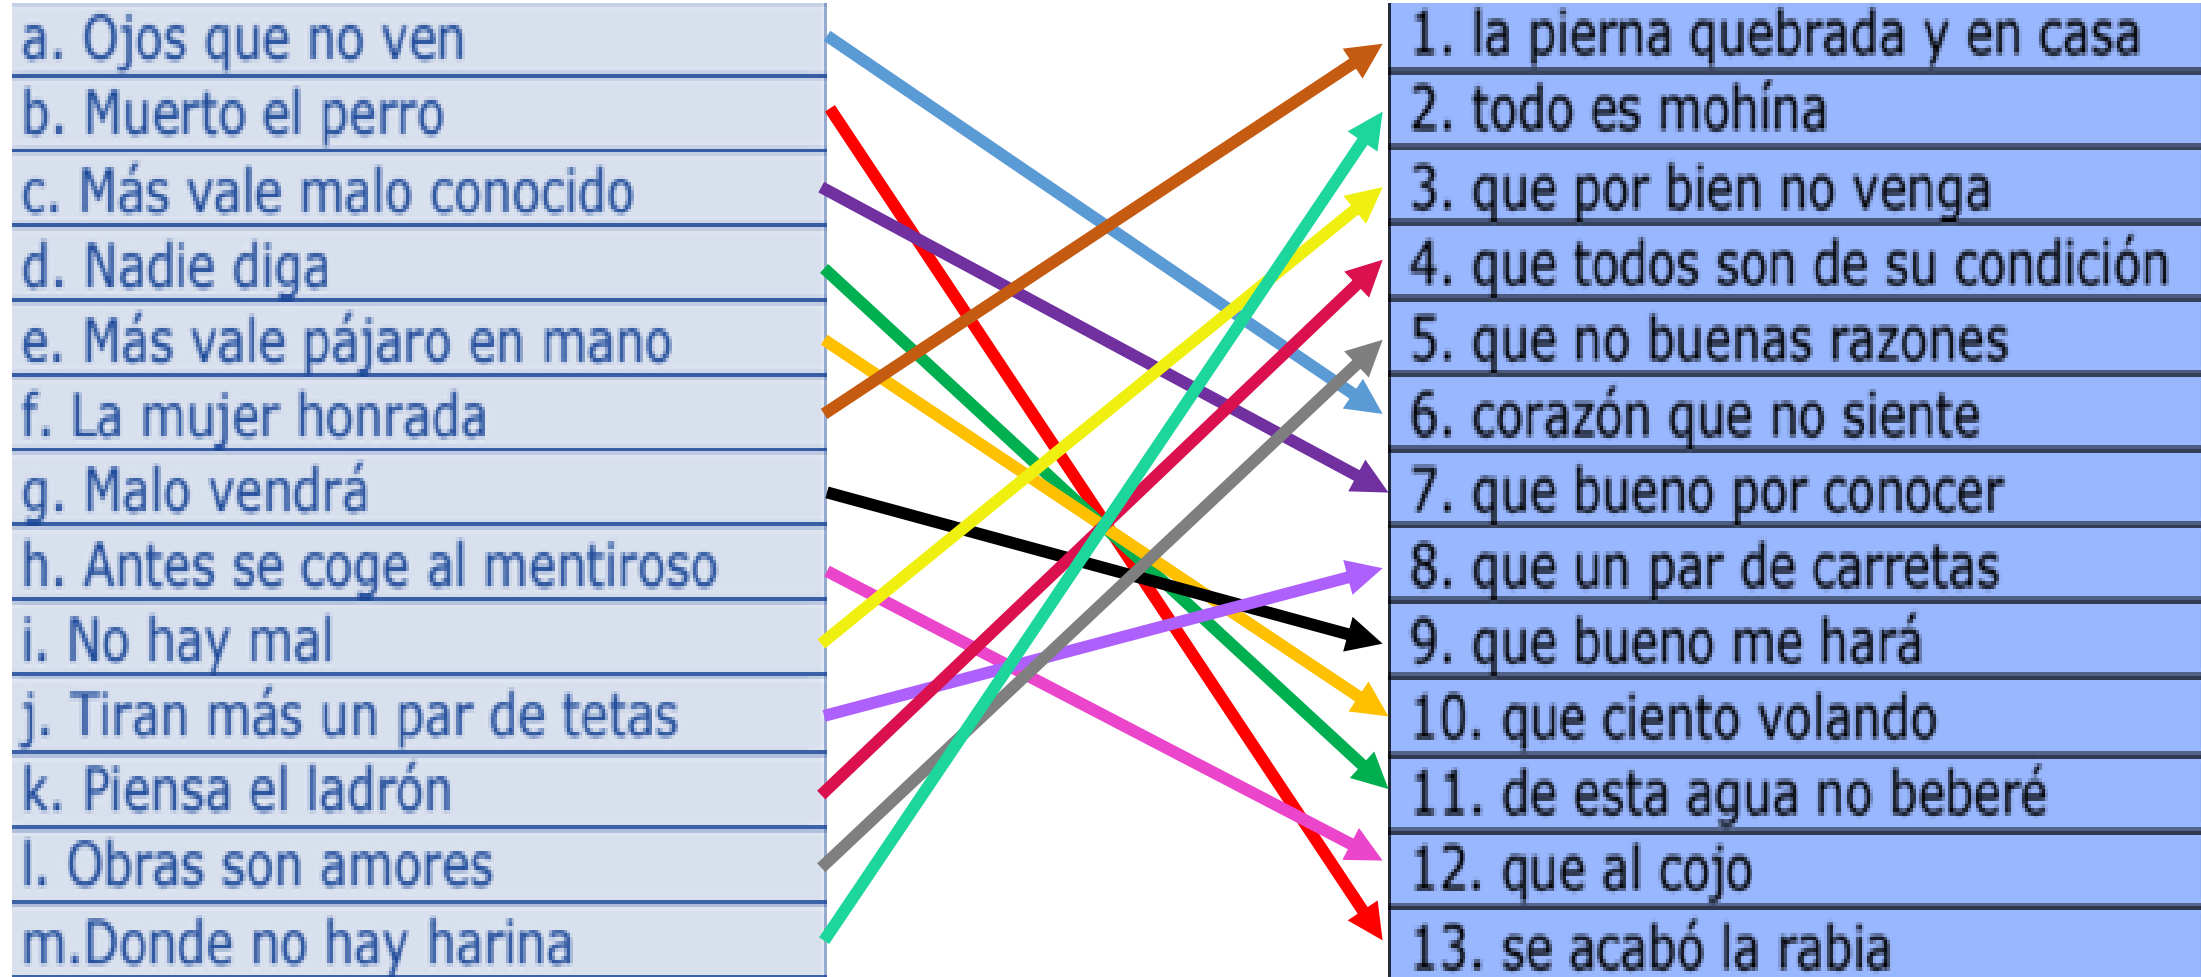 a. Ojos que no ven
b. Muerto el perro
c. Más vale malo conocido
d. Nadie diga
e. Más vale pájaro en mano
f. La mujer honrada
g. Malo vendrá
h. Antes se coge al mentiroso
i. No hay mal
j. Tiran más un par de tetas
k. Piensa el ladrón
l. Obras son amores
m.Donde no hay harina
1. la pierna quebrada y en casa
2. todo es mohína
3. que por bien no venga
4. que todos son de su condición
5. que no buenas razones
6. corazón que no siente
7. que bueno por conocer
8. que un par de carretas
9. que bueno me hará
10. que ciento volando
11. de esta agua no beberé
12. que al cojo
13. se acabó la rabia